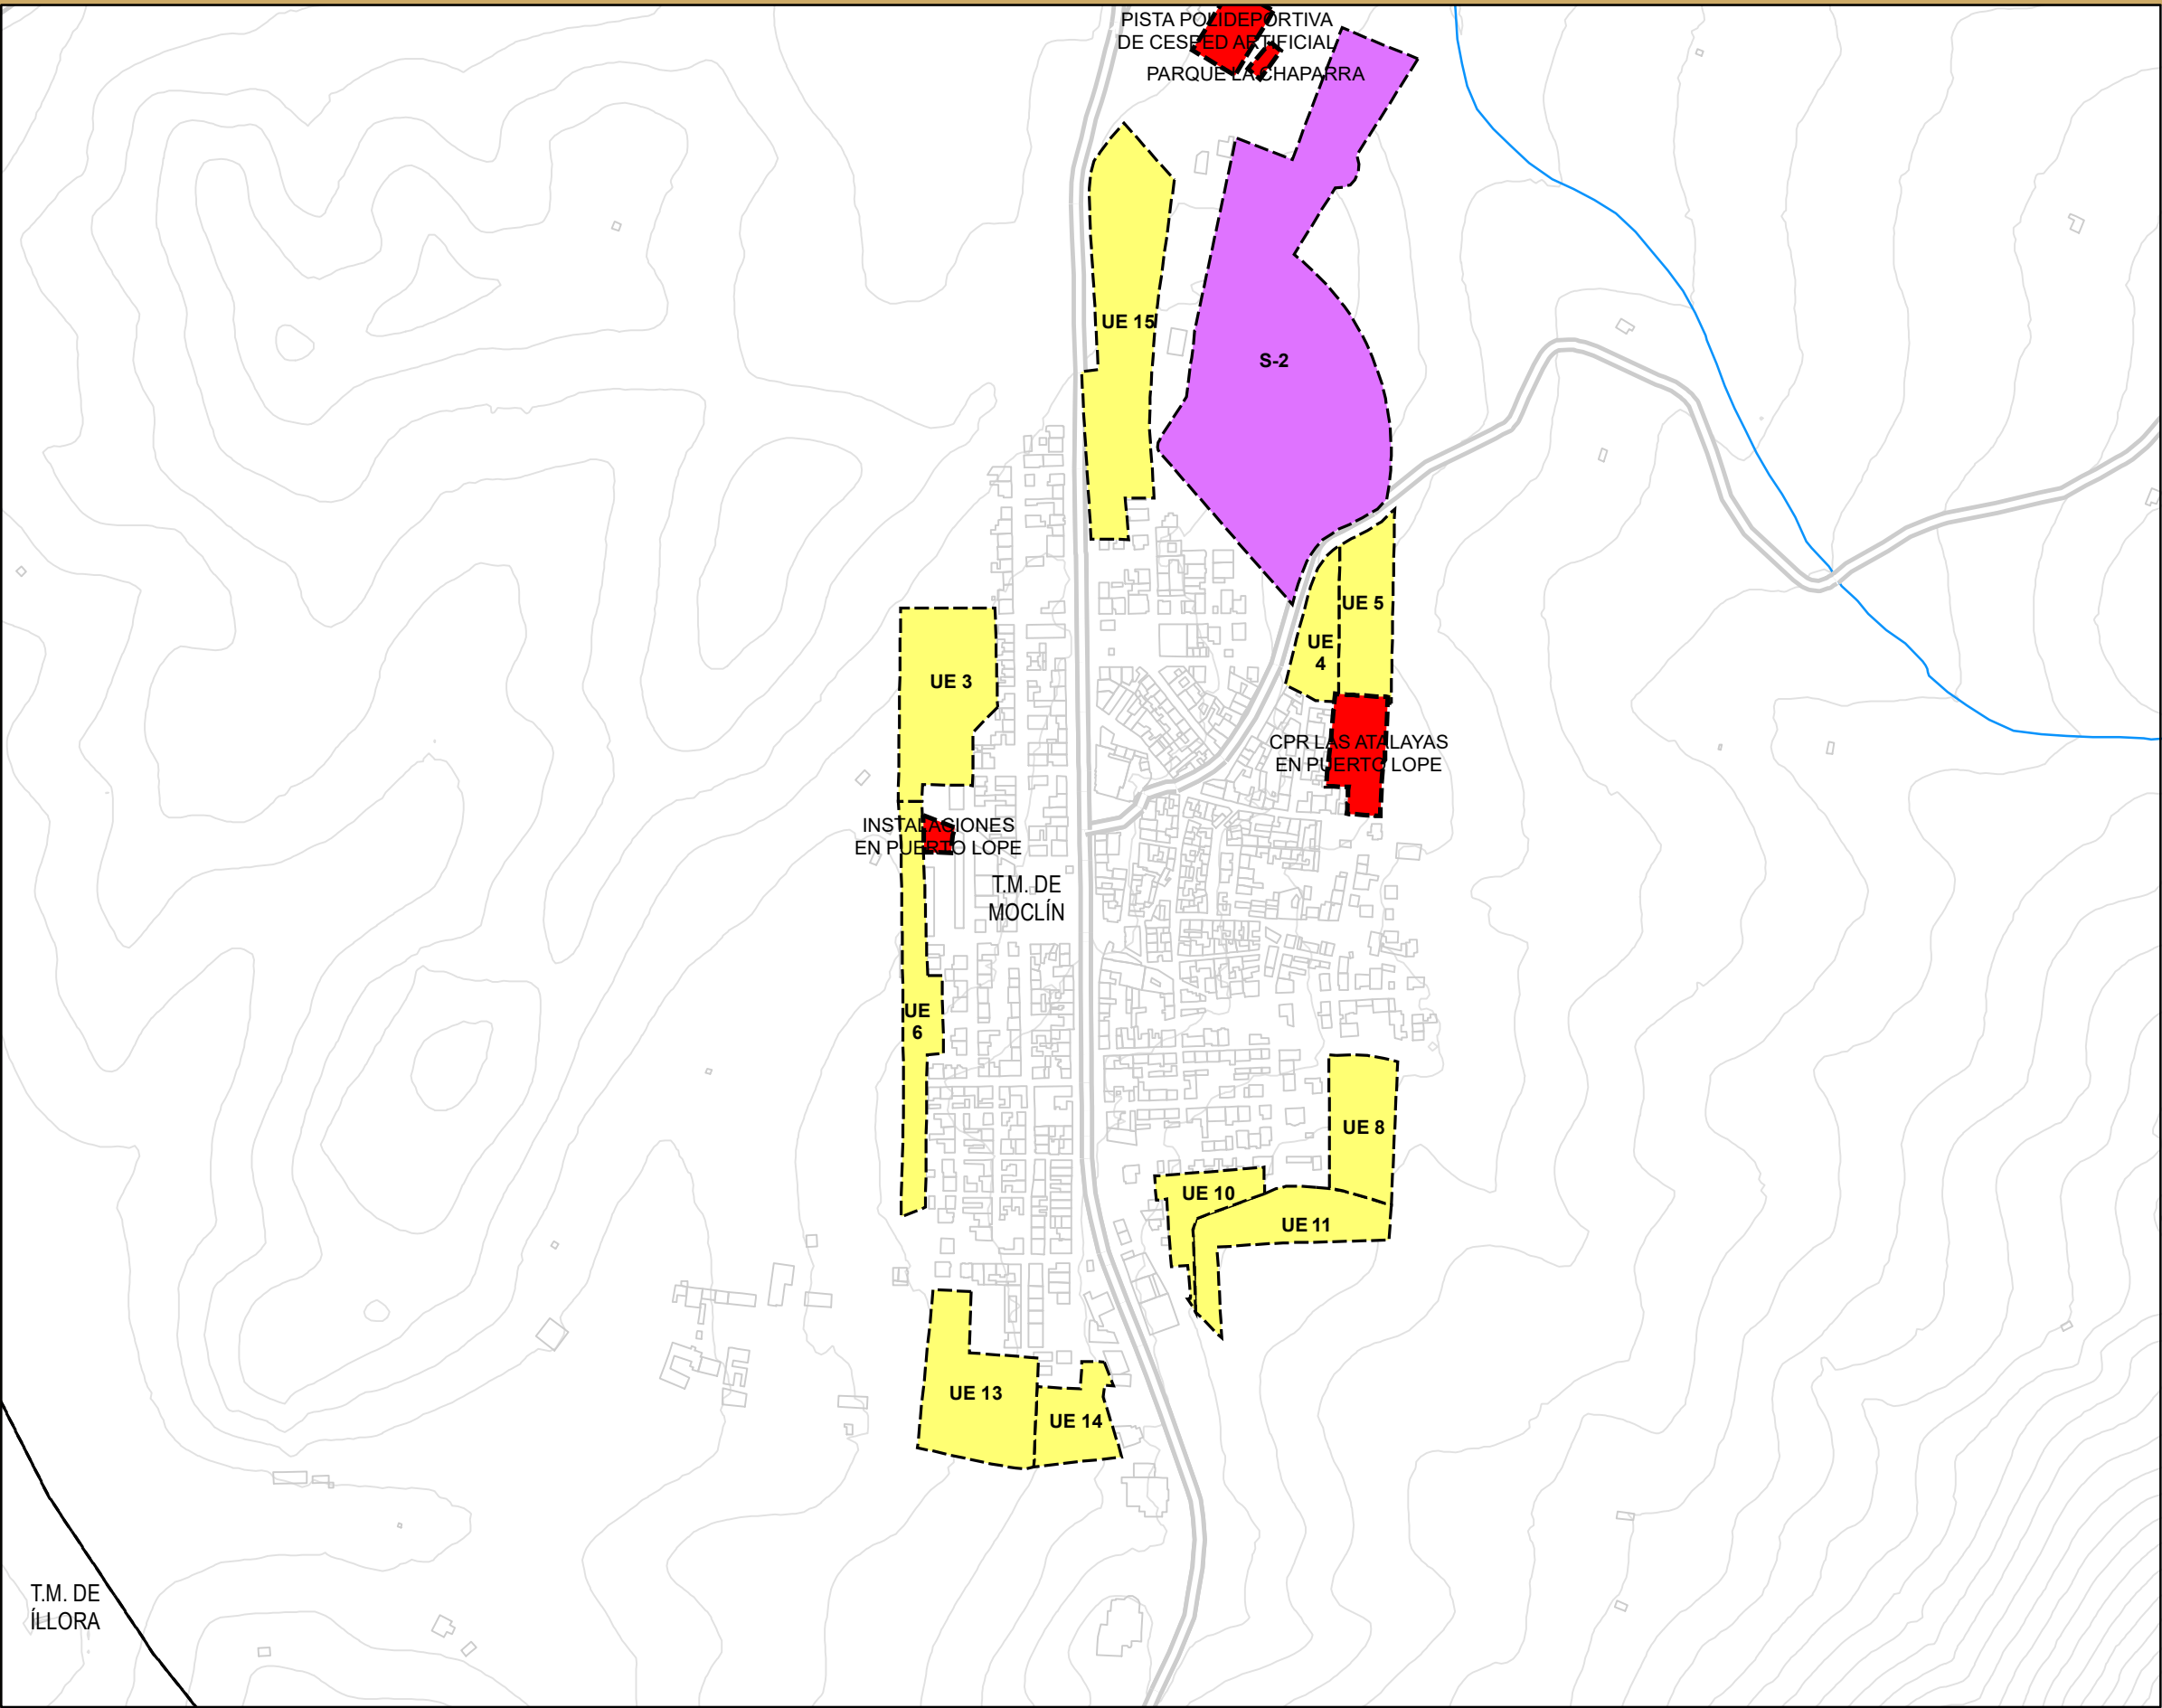 PISTA POLIDEPORTIVA
DE CESPED ARTIFICIAL
PARQUE LA CHAPARRA
UE 15
S-2
UE 5
UE
4
UE 3
CPR LAS ATALAYAS
EN PUERTO LOPE
INSTALACIONES
EN PUERTO LOPE
T.M. DE
MOCLÍN
UE
6
UE 8
UE 10
UE 11
UE 13
UE 14
T.M. DE
ÍLLORA